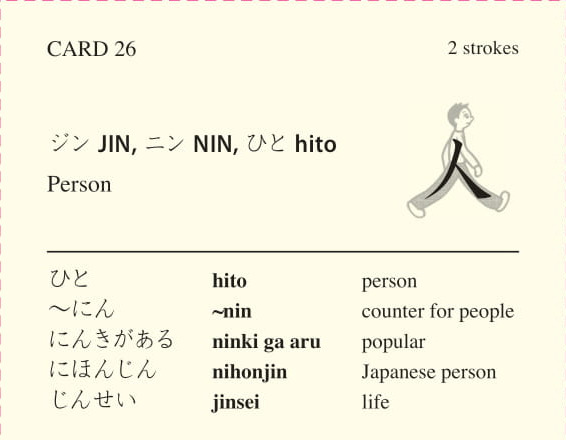 CARD 26 2 strokes
ジン JIN, ニン NIN, ひと hito
Person
ひと hito person
〜にん ~nin counter for people
にんきがある ninki ga aru popular
にほんじん nihonjin Japanese person
じんせい jinsei life